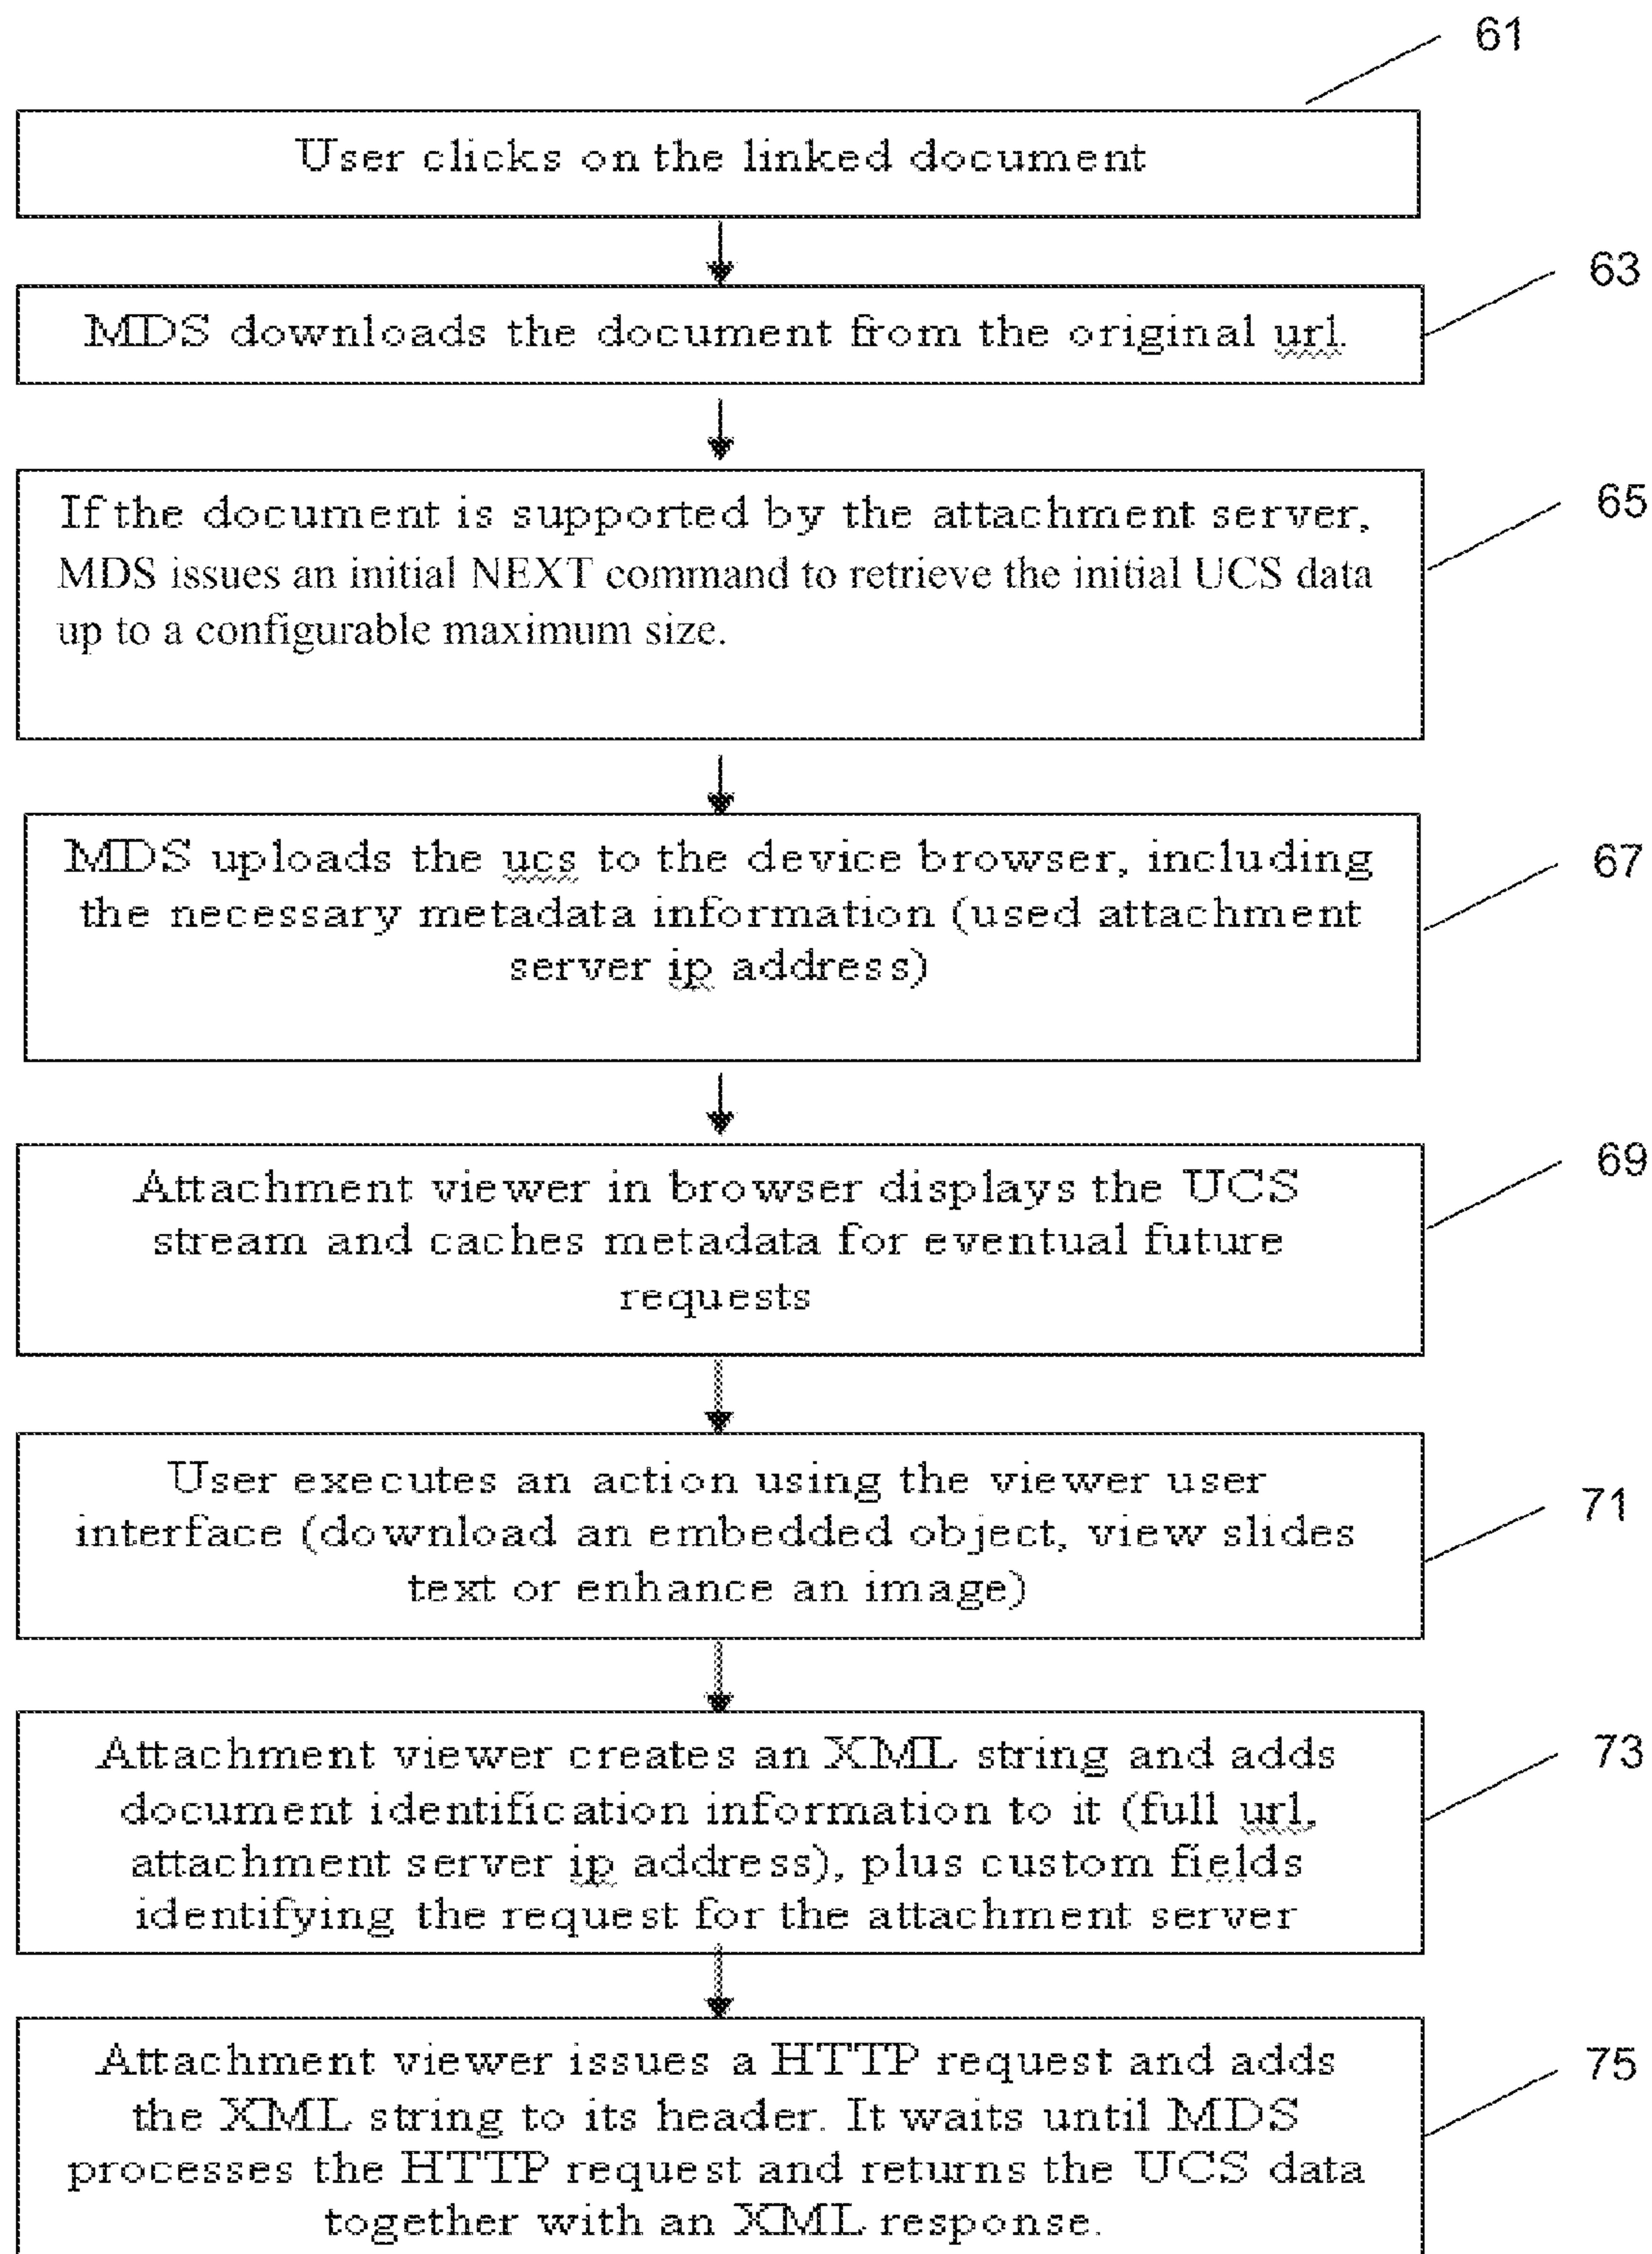 61
User clicks on the linked document
63
MDS downloads the document from the original url.
65
If the document is supported by the attachment server,
MDS issues an initial NEXT command to retrieve the initial UCS data
up to a configurable maximum size.
67
MDS uploads the ucs to the device browser, including
the necessary metadata information (used attachment
server ip address)
69
Attachment viewer in browser displays the UCS
stream and caches metadata for eventual future
requests
71
User executes an action using the viewer user
interface (download an embedded object, view slides
text or enhance an image)
73
Attachment viewer creates an XML string and adds
document identification information to it (full url,
attachment server ip address), plus custom fields
identifying the request for the attachment server
75
Attachment viewer issues a HTTP request and adds
the XML string to its header. It waits until MDS
processes the HTTP request and returns the UCS data
together with an XML response.